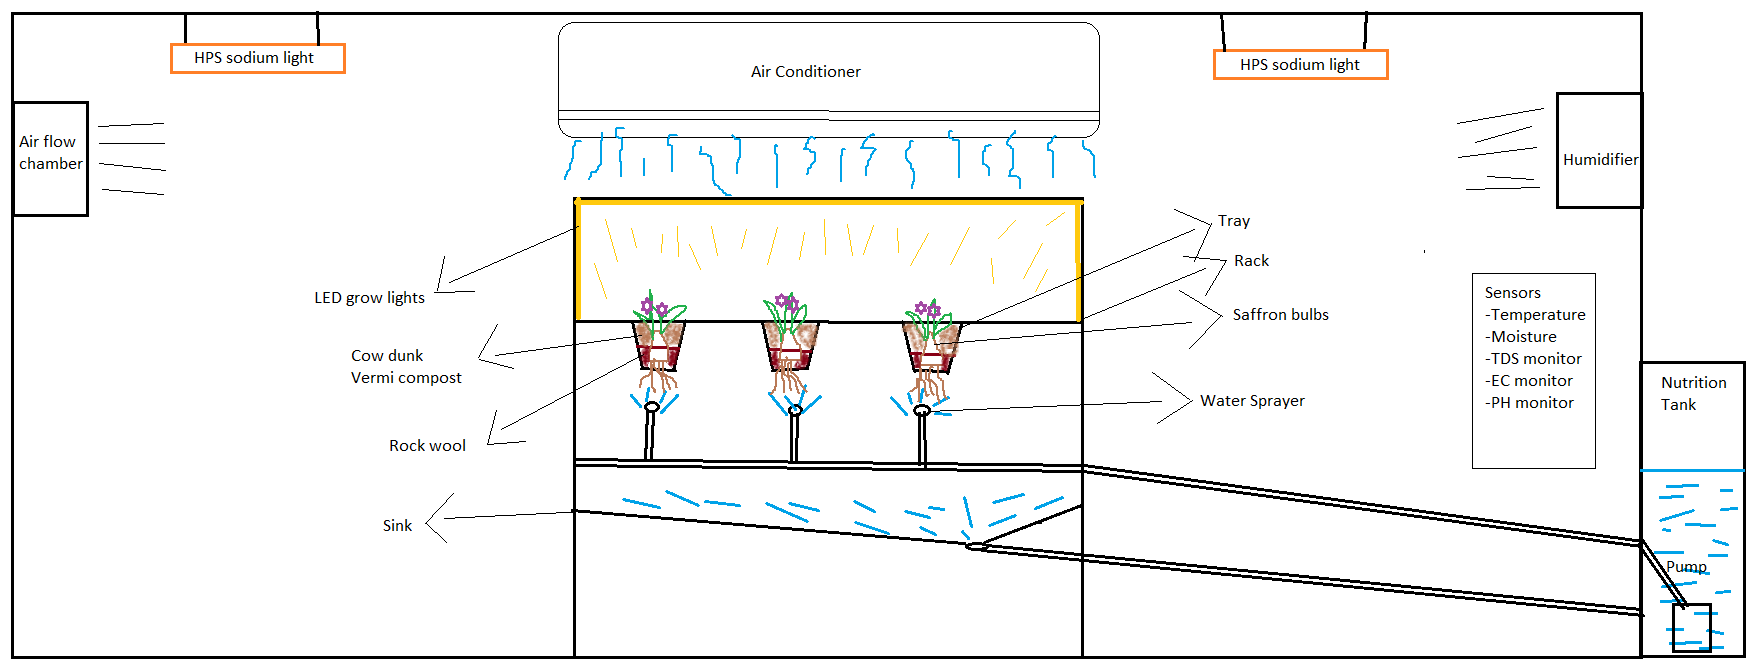 HPS sodium light
Air Conditioner
HPS sodium light
Air flow
chamber
Humidifier
Tray
Rack
LED grow lights
Saffron bulbs
Sensors
-Temperature
-Moisture
-TDS monitor
-EC monitor
-PH monitor
Cow dunk
Vermi compost
Nutrition
Tank
Water Sprayer
Rock wool
Sink
Pump